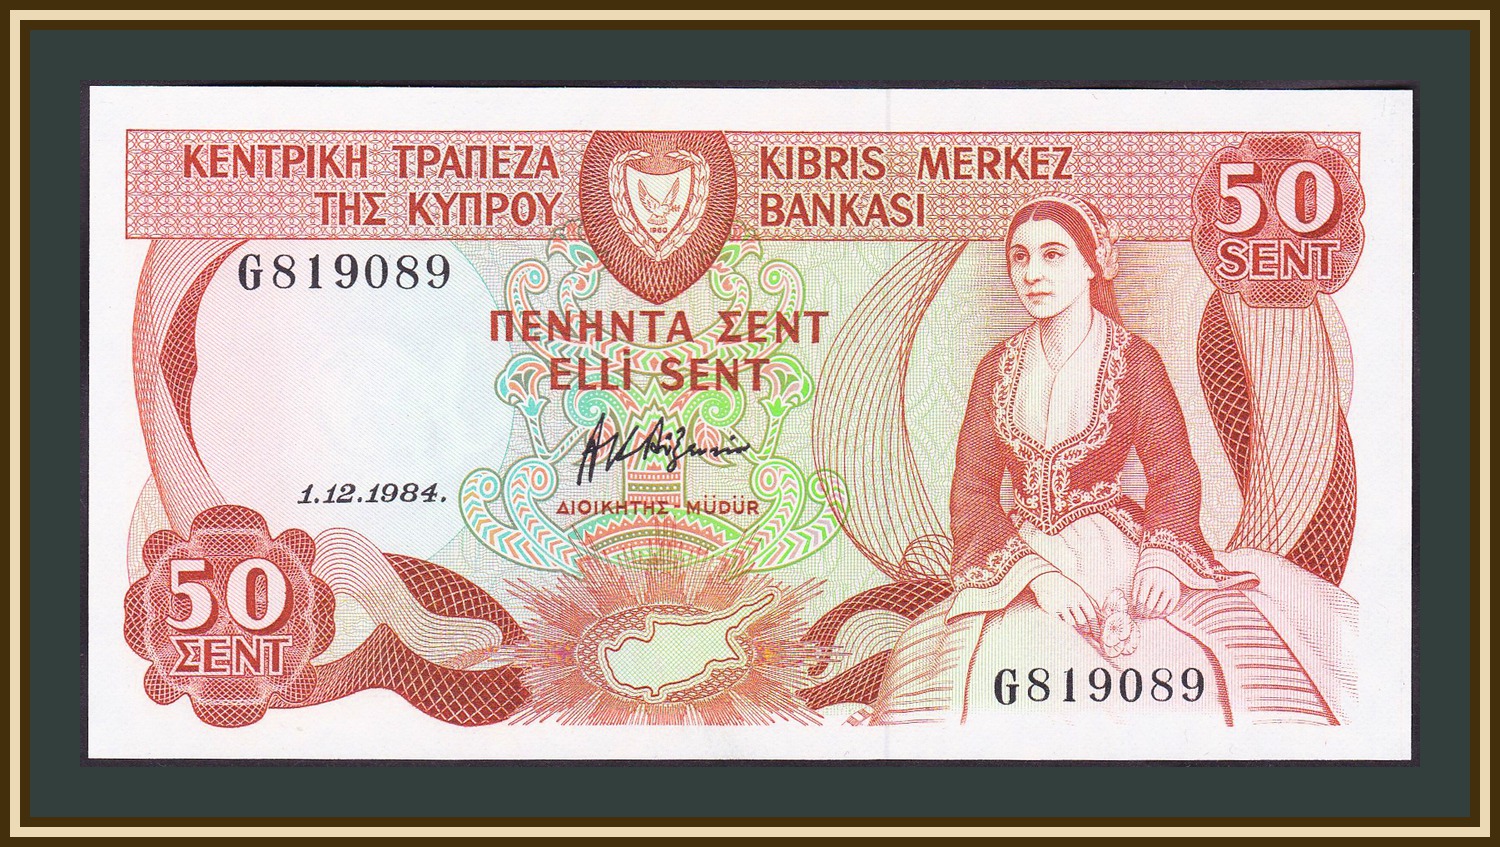 ΚΕΝΤΡΙΚΗ ΤΡΑΠΕΖΑ
ΤΗΣ ΚΥΠΡΟΥ
KIBRIS MERKEZ
BANKASI
1960
50
SENT
G819089
ΠΕΝΗΝΤΑ ΣΕΝΤ
ELLİ SENT
ΔΙΟΙΚΗΤΗΣ - MÜDÜR
1.12.1984.
50
ΣΕΝΤ
G819089